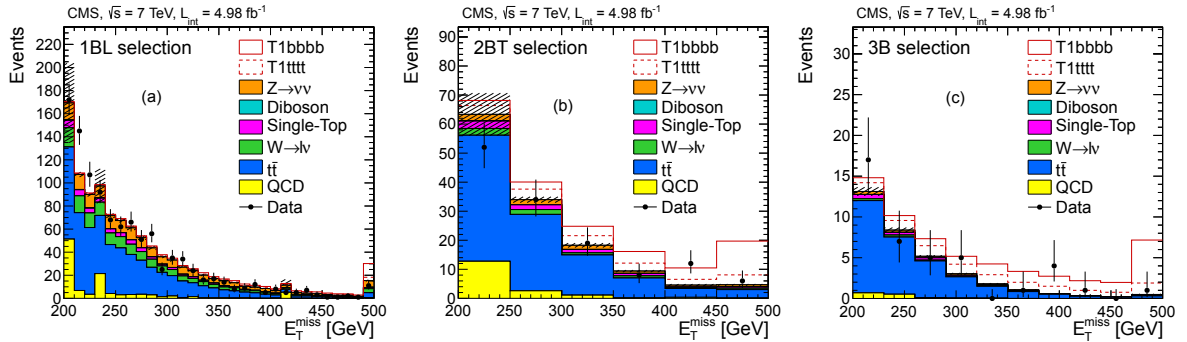 CMS, √s = 7 TeV, L_int = 4.98 fb⁻¹
Events
220
200
180
160
140
120
100
80
60
40
20
0
1BL selection
(a)
T1bbbb
T1tttt
Z→νν
Diboson
Single-Top
W→lν
tt̄
QCD
Data
200 250 300 350 400 450 500
E_T^miss [GeV]
CMS, √s = 7 TeV, L_int = 4.98 fb⁻¹
Events
90
80
70
60
50
40
30
20
10
0
2BT selection
(b)
T1bbbb
T1tttt
Z→νν
Diboson
Single-Top
W→lν
tt̄
QCD
Data
200 250 300 350 400 450 500
E_T^miss [GeV]
CMS, √s = 7 TeV, L_int = 4.98 fb⁻¹
Events
30
25
20
15
10
5
0
3B selection
(c)
T1bbbb
T1tttt
Z→νν
Diboson
Single-Top
W→lν
tt̄
QCD
Data
200 250 300 350 400 450 500
E_T^miss [GeV]